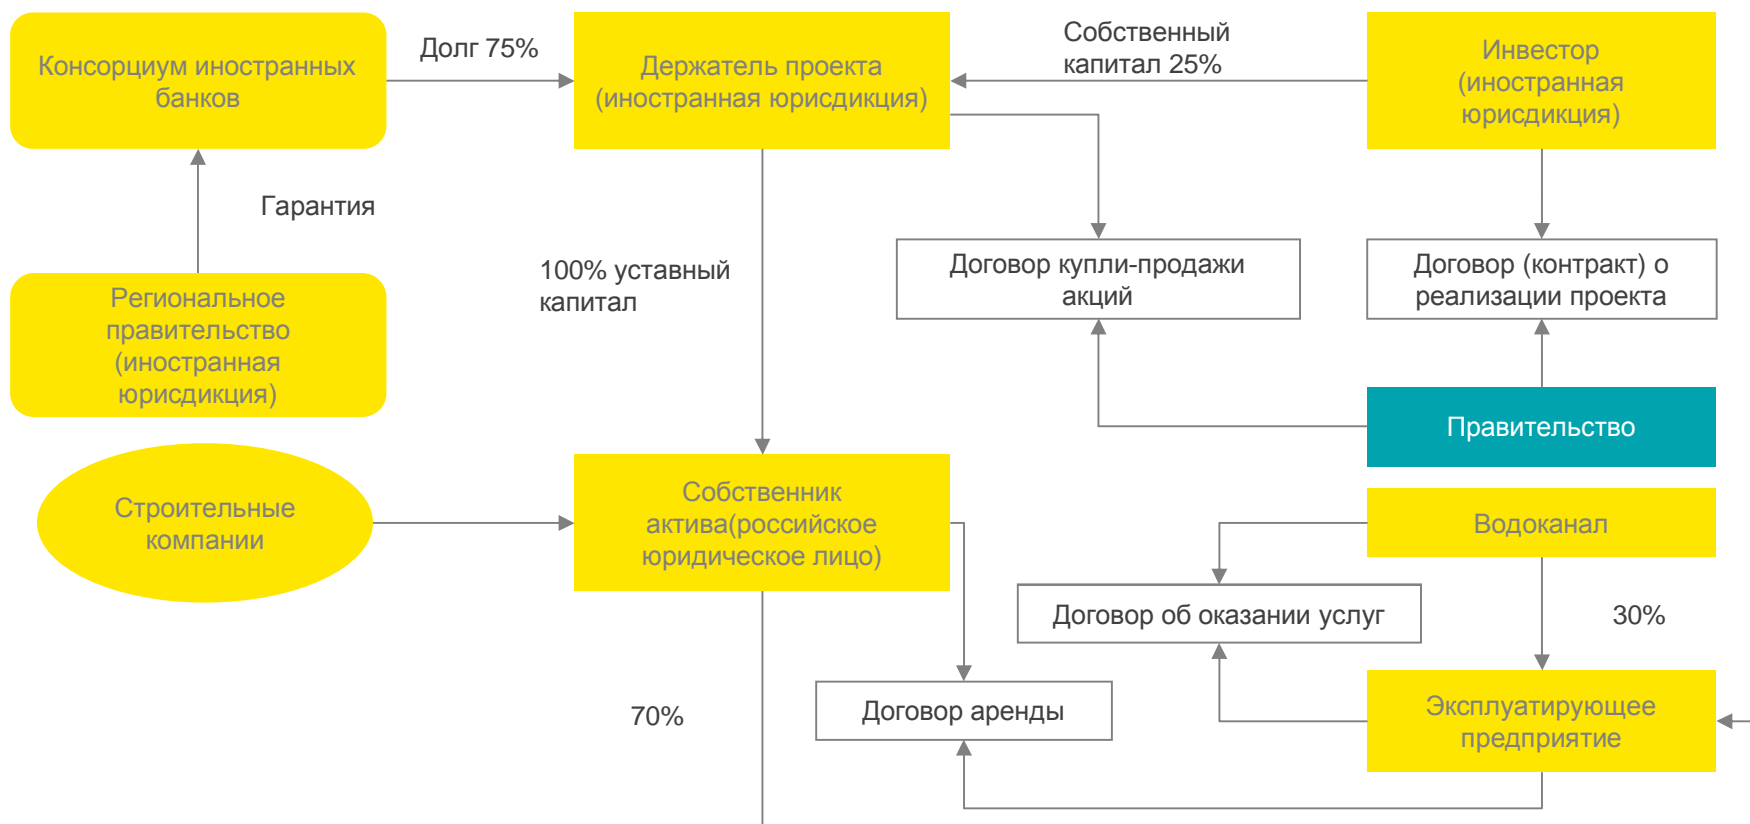 Консорциум иностранных
банков
Долг 75%
Держатель проекта
(иностранная юрисдикция)
Собственный
капитал 25%
Инвестор
(иностранная
юрисдикция)
Гарантия
100% уставный
капитал
Договор купли-продажи
акций
Договор (контракт) о
реализации проекта
Региональное
правительство
(иностранная
юрисдикция)
Правительство
Строительные
компании
Собственник
актива(российское
юридическое лицо)
Водоканал
Договор об оказании услуг
30%
70%
Договор аренды
Эксплуатирующее
предприятие